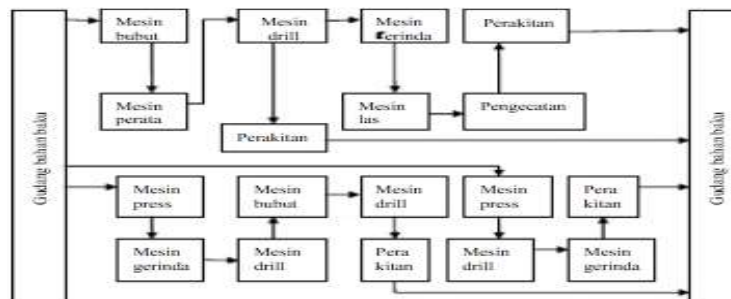 Gudang bahan baku
Mesin
bubut
Mesin
drill
Mesin
gerinda
Perakitan
Mesin
perata
Mesin
las
Pengecatan
Perakitan
Mesin
press
Mesin
bubut
Mesin
drill
Mesin
press
Pera
kitan
Mesin
gerinda
Mesin
drill
Pera
kitan
Mesin
drill
Mesin
gerinda
Gudang bahan baku